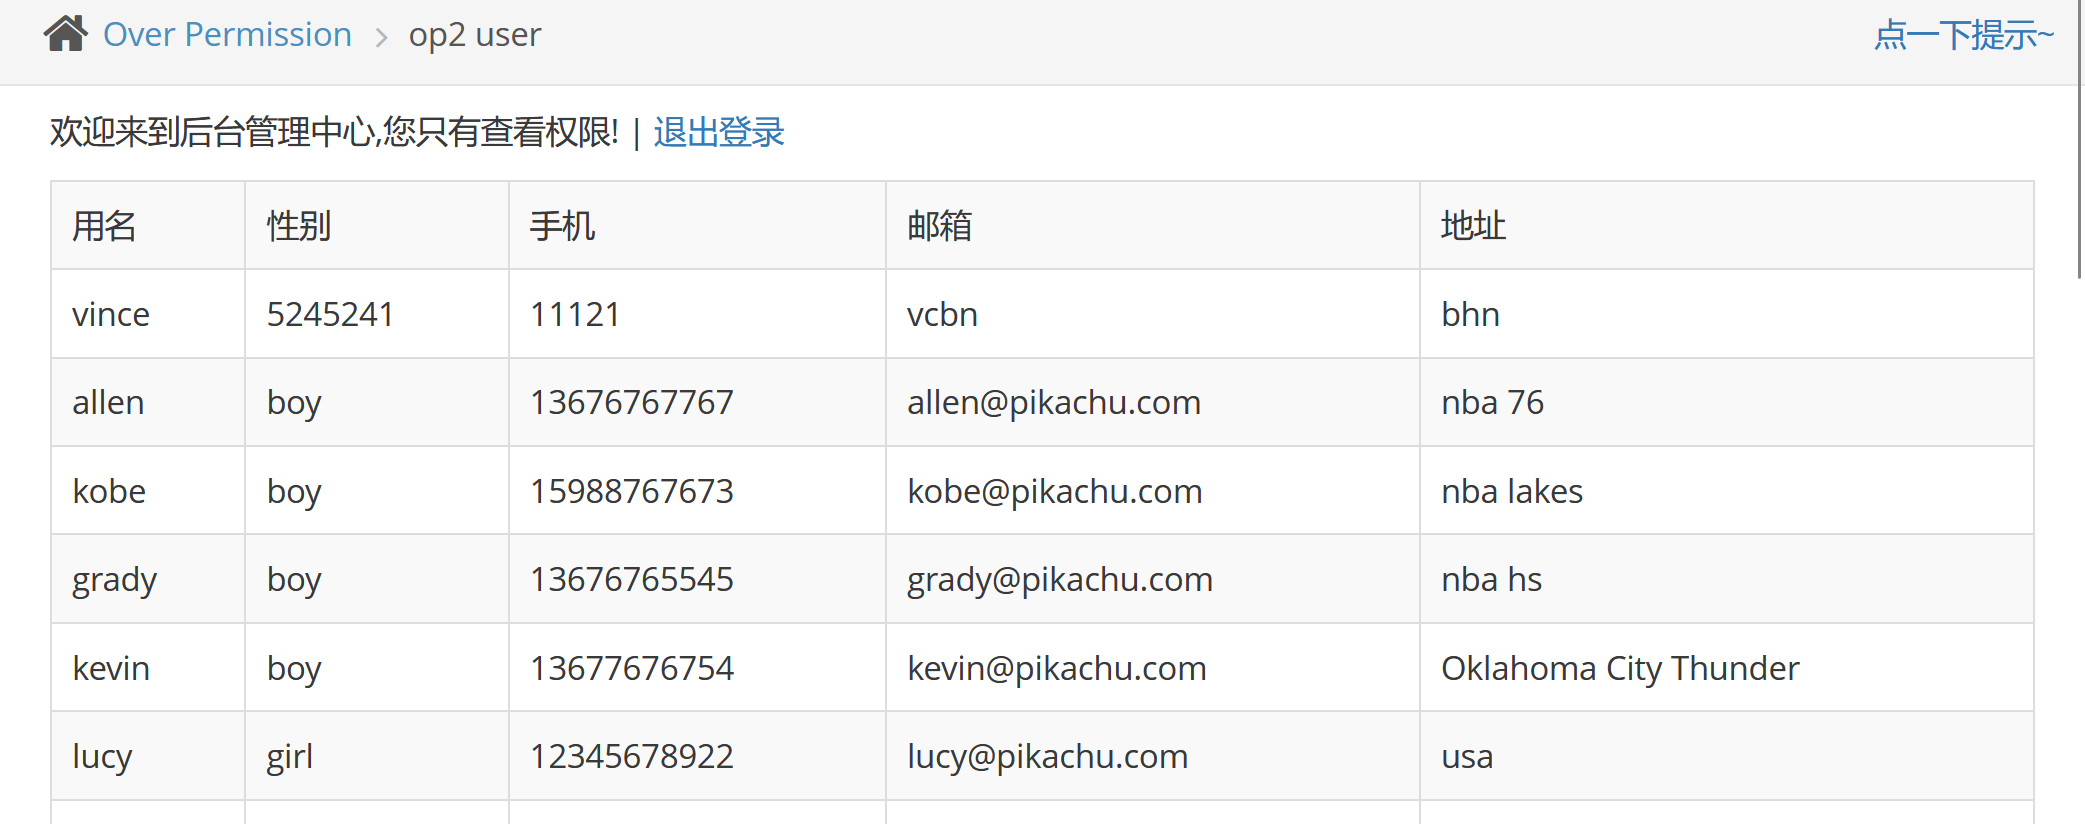 Over Permission > op2 user 点一下提示~
欢迎来到后台管理中心,您只有查看权限! | 退出登录
用名 性别 手机 邮箱 地址
vince 5245241 11121 vcbn bhn
allen boy 13676767767 allen@pikachu.com nba 76
kobe boy 15988767673 kobe@pikachu.com nba lakes
grady boy 13676765545 grady@pikachu.com nba hs
kevin boy 13677676754 kevin@pikachu.com Oklahoma City Thunder
lucy girl 12345678922 lucy@pikachu.com usa